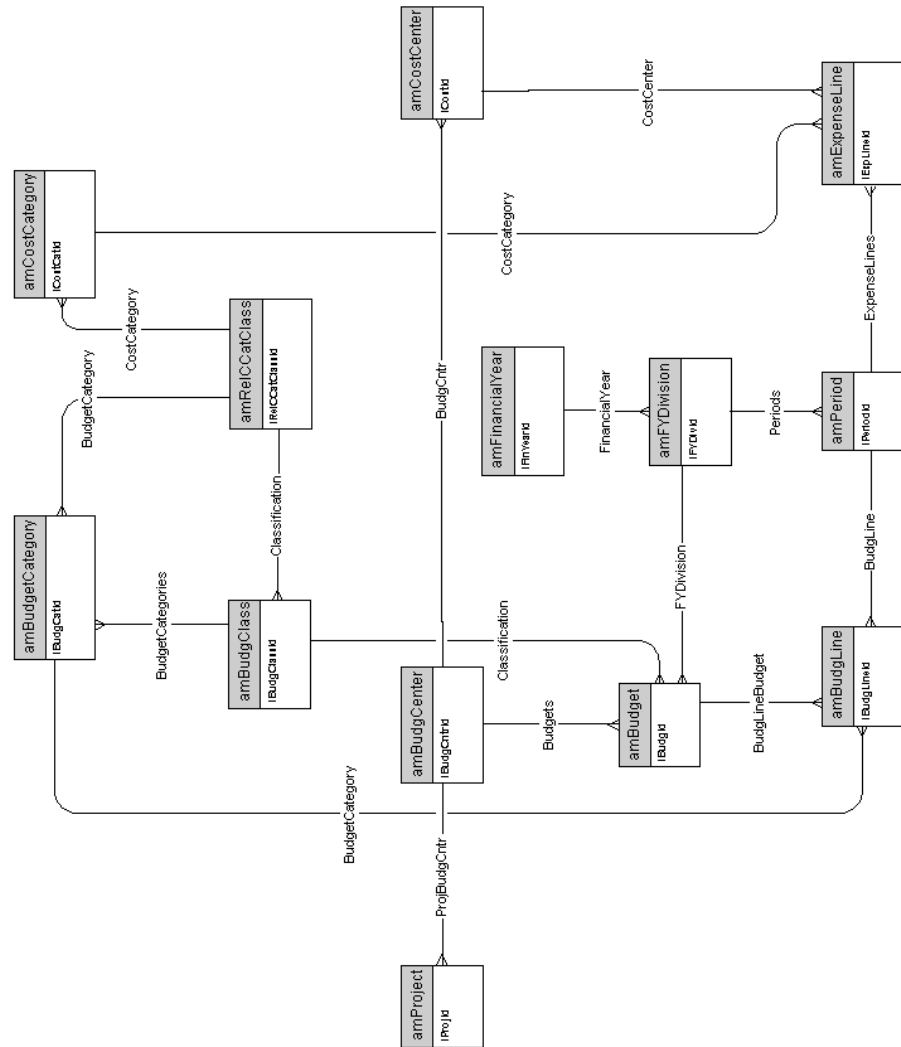 amCostCategory
lCostCatId
amBudgetCategory
lBudgCatId
CostCategory
BudgetCategory
amRelCCatClass
lRelCCatClassId
Classification
BudgetCategories
amBudgClass
lBudgClassId
amCostCenter
lCostId
BudgCntr
amBudgCenter
lBudgCntrId
ProjBudgCntr
amProject
lProjId
BudgetCategory
CostCategory
CostCenter
Classification
Budgets
amFinancialYear
lFinYearId
FinancialYear
amFYDivision
lFYDivId
FYDivision
amBudget
lBudgId
Periods
BudgLineBudget
amExpenseLine
lExpLineId
ExpenseLines
amPeriod
lPeriodId
BudgLine
amBudgLine
lBudgLineId